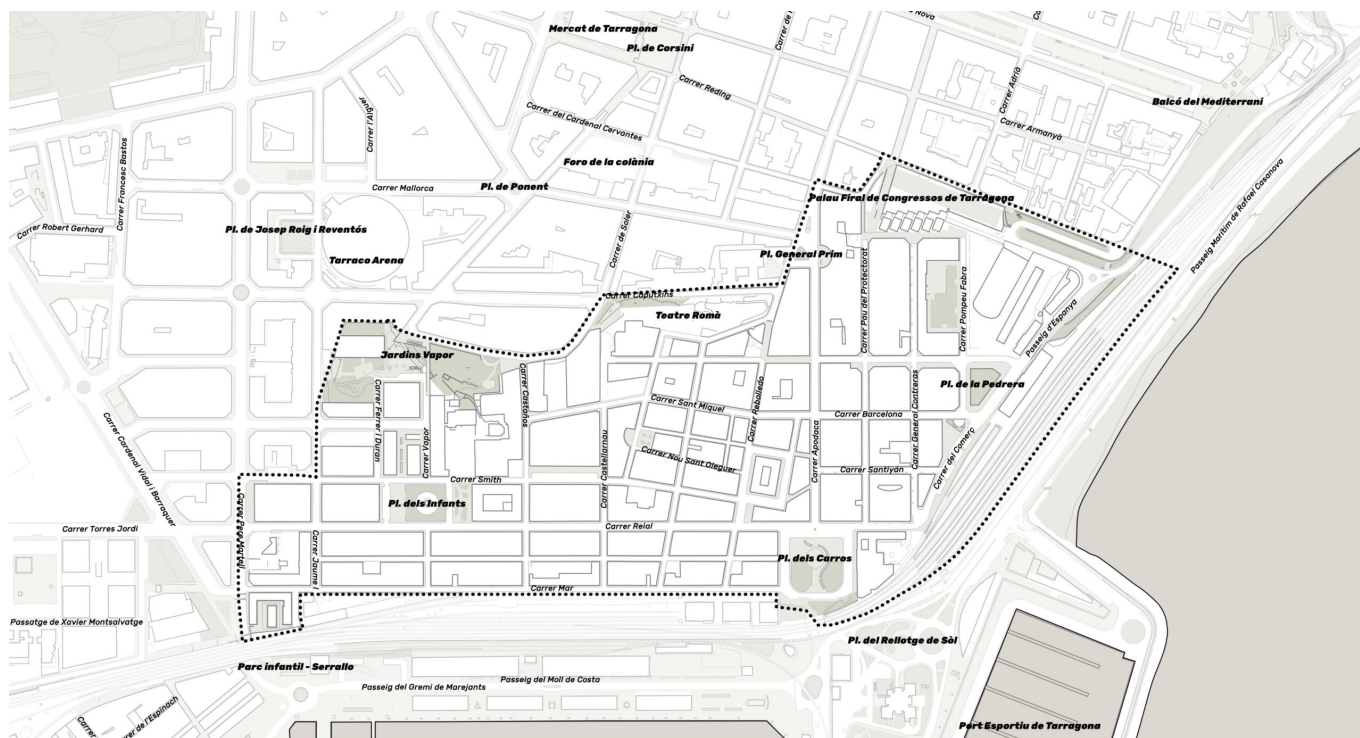 Mercat de Tarragona
Pl. de Corsini
Nova
Carrer Adrià
Balcó del Mediterrani
Carrer Reding
Carrer l'Alguer
Carrer del Cardenal Cervantes
Carrer Armanyà
Carrer Francesc Bastos
Foro de la colània
Carrer Mallorca
Pl. de Ponent
Palau Firal de Congressos de Tarragona
Passeig Marítim de Rafael Casanova
Carrer Robert Gerhard
Pl. de Josep Roig i Reventós
Carrer de Soler
Tarraco Arena
Pl. General Prim
Carrer Pau del Protectorat
Carrer Pompeu Fabra
Carrer Caputxins
Teatre Romà
Passeig d'Espanya
Jardins Vapor
Pl. de la Pedrera
Carrer Ferrer i Duran
Carrer Castaños
Carrer Sant Miquel
Carrer Rebolledo
Carrer Barcelona
Carrer General Contreras
Carrer Cardenal Vidal i Barraquer
Carrer Vapor
Carrer Castellarnau
Carrer Nou Sant Oleguer
Carrer Apodaca
Carrer Santiyán
Carrer del Comerç
Carrer Smith
Pl. dels Infants
Carrer Torres Jordi
Carrer Pere Martell
Carrer Jaume I
Carrer Reial
Pl. dels Carros
Carrer Mar
Passatge de Xavier Montsalvatge
Pl. del Rellotge de Sòl
Parc infantil - Serrallo
Passeig del Moll de Costa
Passeig del Gremi de Marejants
de l'Espinach
Port Esportiu de Tarragona